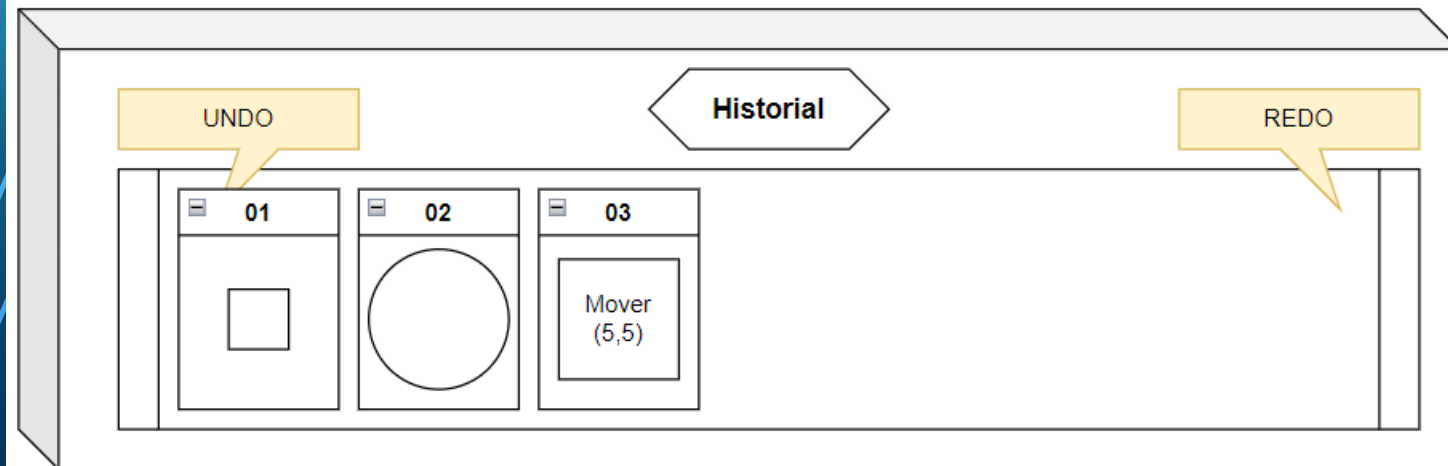 Historial
UNDO
REDO
01
02
03
Mover
(5,5)